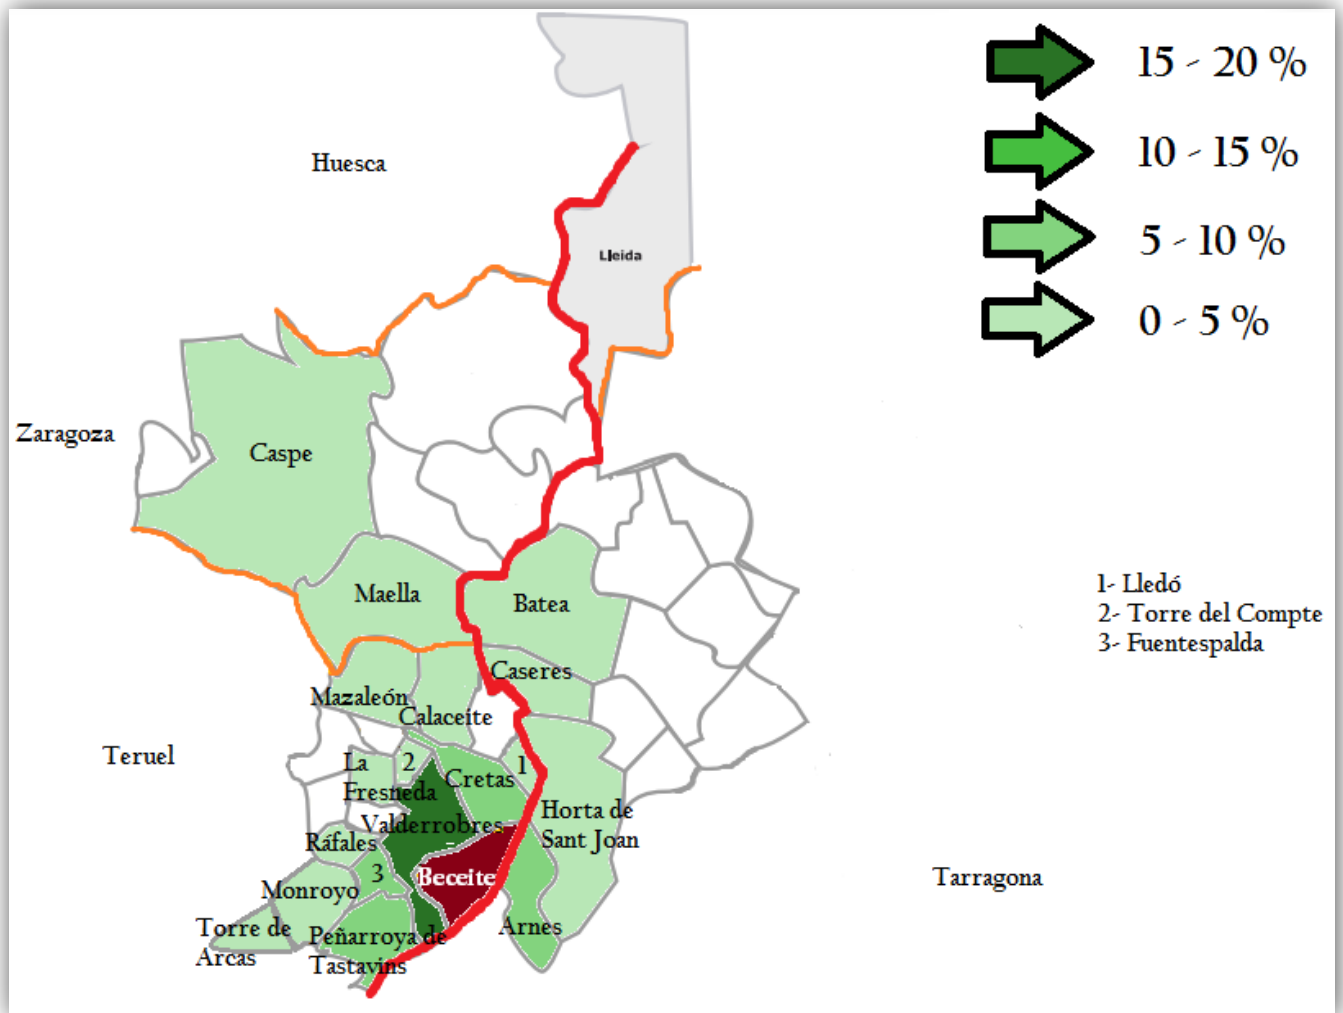 15 - 20 %
10 - 15 %
5 - 10 %
0 - 5 %
Huesca
Lleida
Zaragoza
Caspe
Maella
Batea
1- Lledó
2- Torre del Compte
3- Fuentespalda
Caseres
Mazaleón
Calaceite
Teruel
La
Fresneda
2
Cretas
1
Horta de
Sant Joan
Valderrobres
Ráfales
3
Beceite
Tarragona
Monroyo
Torre de
Arcas
Peñarroya de
Tastavins
Arnes